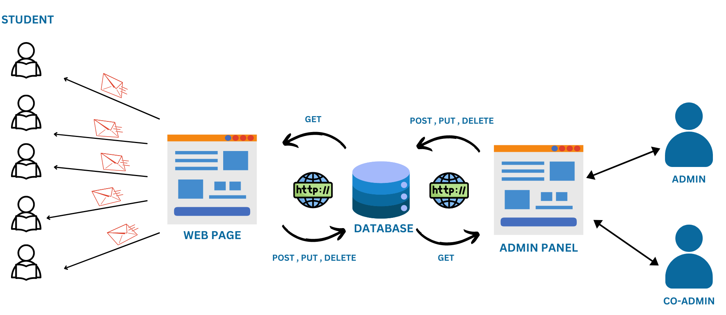 STUDENT
GET
POST , PUT , DELETE
http://
http://
WEB PAGE
DATABASE
ADMIN PANEL
POST , PUT , DELETE
GET
ADMIN
CO-ADMIN